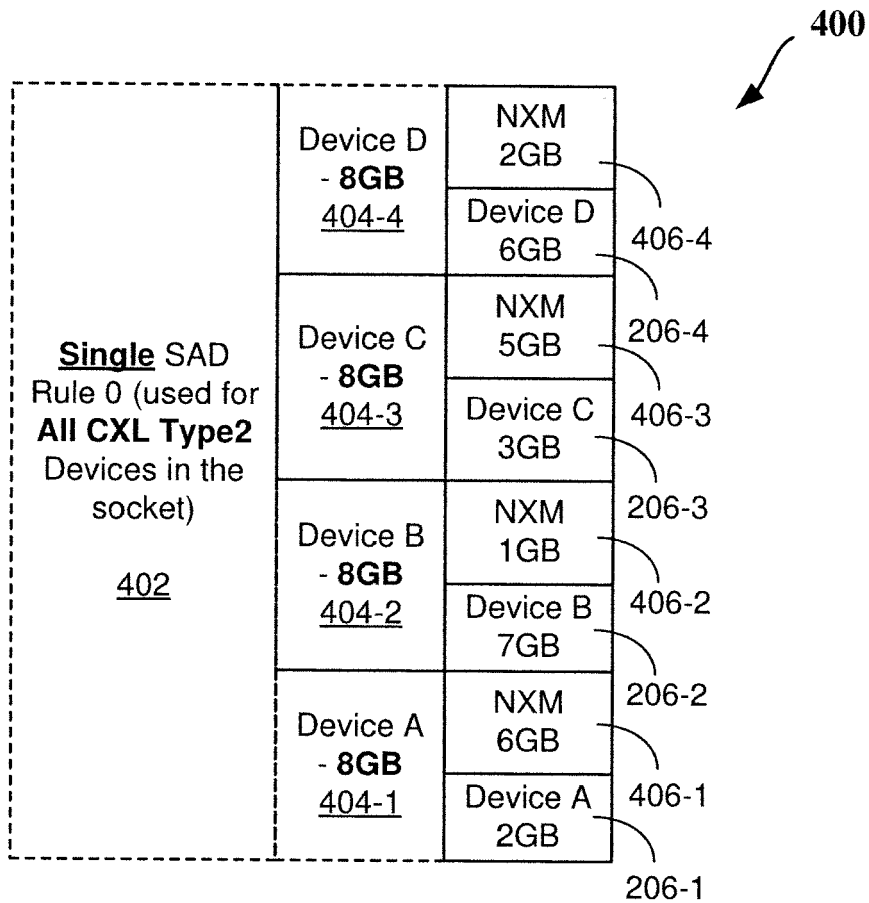 400
Single SAD
Rule 0 (used for
All CXL Type2
Devices in the
socket)
402
Device D
- 8GB
404-4
Device C
- 8GB
404-3
Device B
- 8GB
404-2
Device A
- 8GB
404-1
NXM
2GB
Device D
6GB
NXM
5GB
Device C
3GB
NXM
1GB
Device B
7GB
NXM
6GB
Device A
2GB
406-4
206-4
406-3
206-3
406-2
206-2
406-1
206-1